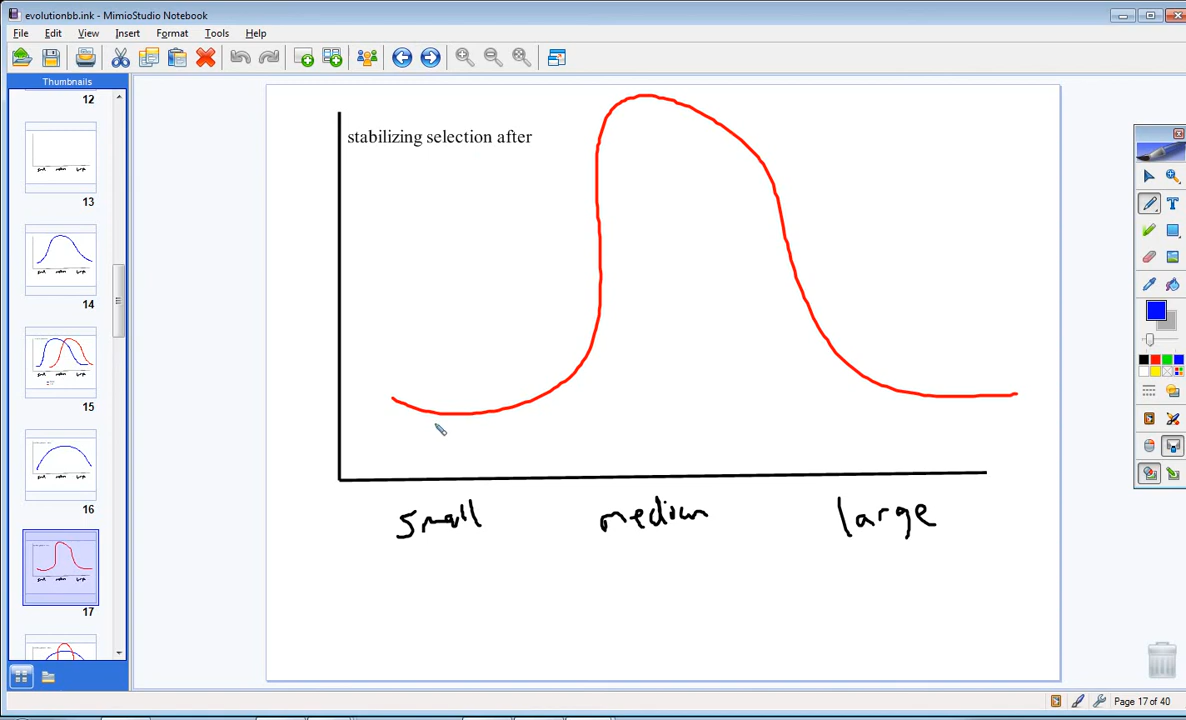 evolutionbb.ink - MimioStudio Notebook
File Edit View Insert Format Tools Help
Thumbnails
12
13
14
15
16
17
stabilizing selection after
small medium large
Page 17 of 40